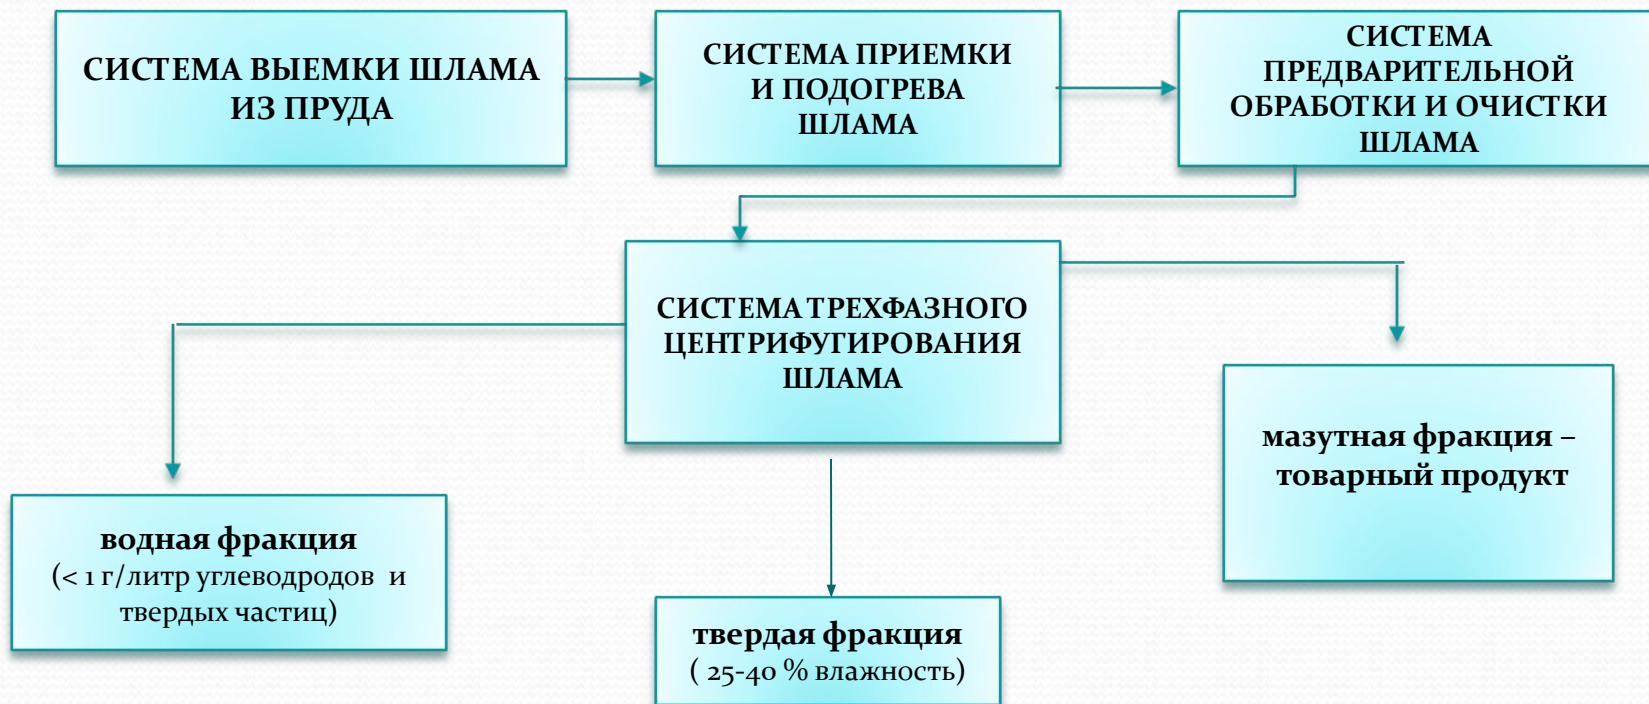 СИСТЕМА ВЫЕМКИ ШЛАМА
ИЗ ПРУДА
СИСТЕМА ПРИЕМКИ
И ПОДОГРЕВА
ШЛАМА
СИСТЕМА
ПРЕДВАРИТЕЛЬНОЙ
ОБРАБОТКИ И ОЧИСТКИ
ШЛАМА
СИСТЕМА ТРЕХФАЗНОГО
ЦЕНТРИФУГИРОВАНИЯ
ШЛАМА
мазутная фракция –
товарный продукт
водная фракция
(< 1 г/литр углеводродов и
твердых частиц)
твердая фракция
( 25-40 % влажность)